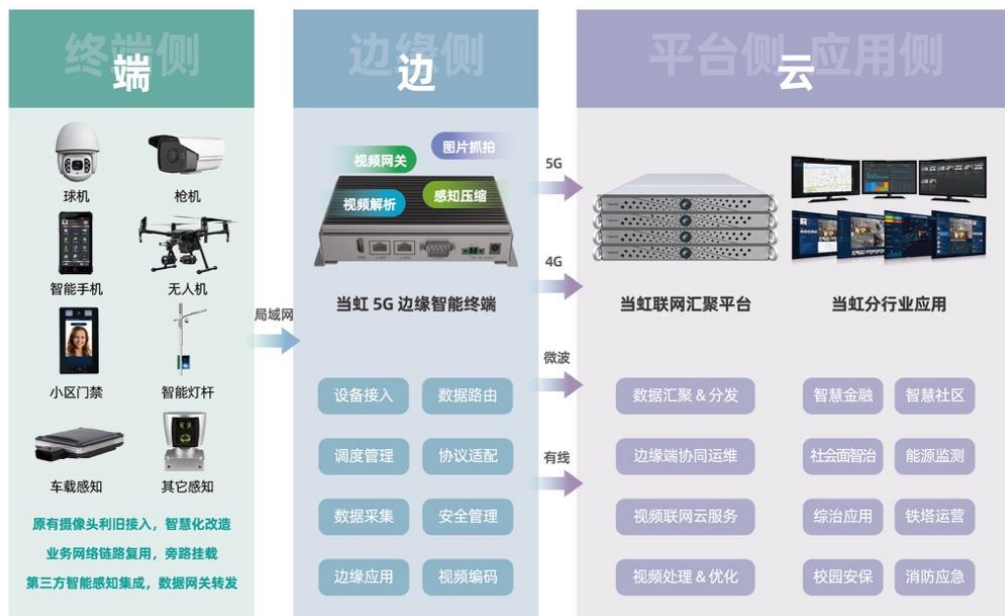 终端侧
端
球机
枪机
智能手机
无人机
小区门禁
智能灯杆
车载感知
其它感知
原有摄像头利旧接入，智慧化改造
业务网络链路复用，旁路挂载
第三方智能感知集成，数据网关转发
局域网
边缘侧
边
视频网关
图片抓拍
视频解析
感知压缩
当虹 5G 边缘智能终端
设备接入
数据路由
调度管理
协议适配
数据采集
安全管理
边缘应用
视频编码
5G
4G
微波
有线
平台侧 应用侧
云
当虹联网汇聚平台
当虹分行业应用
数据汇聚 & 分发
边缘端协同运维
视频联网云服务
视频处理 & 优化
智慧金融
智慧社区
社会面智治
能源监测
综治应用
铁塔运营
校园安保
消防应急